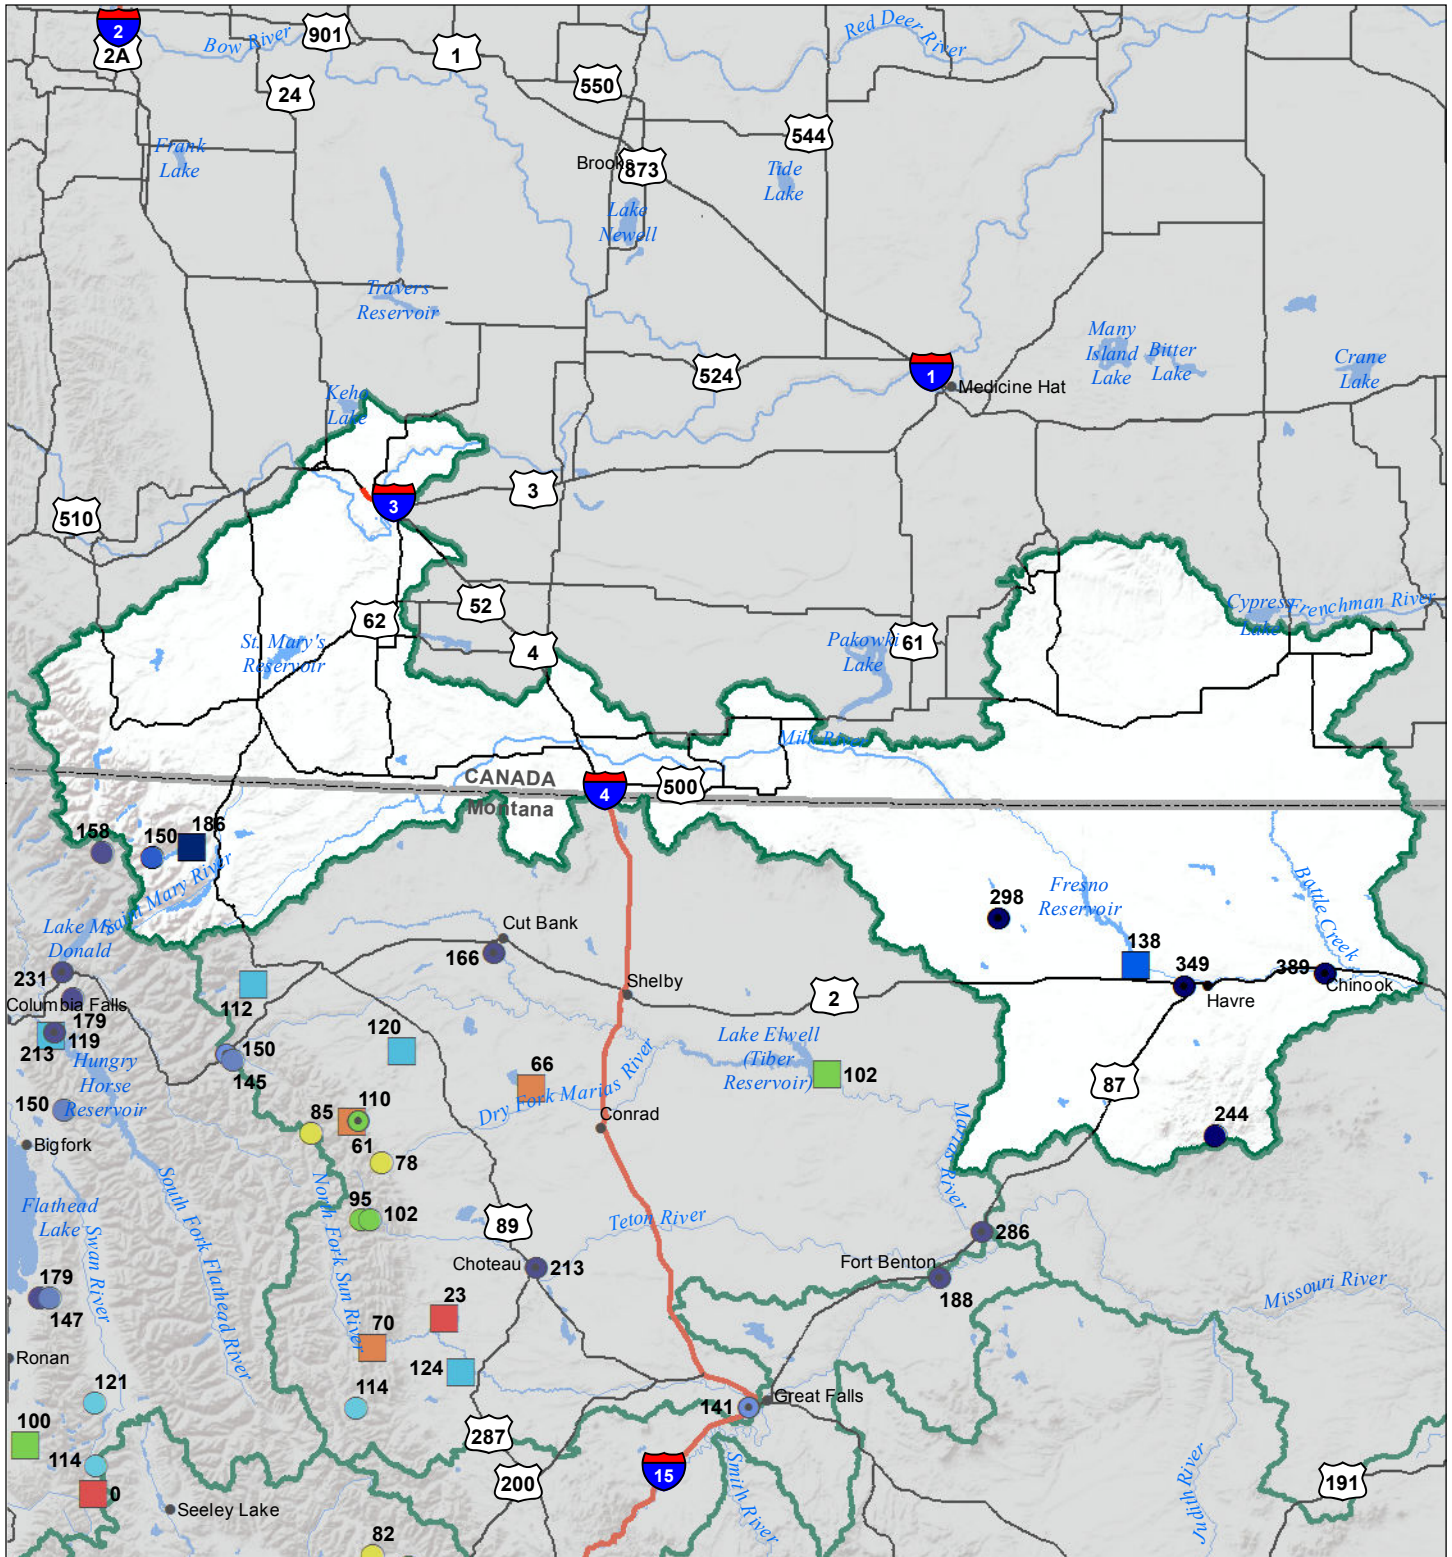 2
2A
Bow River
901
1
Red Deer River
24
550
544
Frank
Lake
Brooks
873
Tide
Lake
Lake
Newell
Travers
Reservoir
Many
Island
Lake
Bitter
Lake
Crane
Lake
524
1
Medicine Hat
Keho
Lake
3
3
510
62
52
4
St. Mary's
Reservoir
Pakowki
Lake
61
Cypress
Lake
Frenchman River
Milk River
CANADA
Montana
4
500
158
150
186
Saint Mary River
Lake Mc
Donald
298
Fresno
Reservoir
Battle Creek
138
349
Havre
389
Chinook
Cut Bank
166
Shelby
2
231
Columbia Falls
179
119
213
Hungry
Horse
Reservoir
112
150
145
120
66
Dry Fork Marias River
Lake Elwell
(Tiber
Reservoir)
102
Conrad
87
244
150
Bigfork
85
110
61
78
Marias River
95
102
North Fork Sun River
South Fork Flathead River
Flathead
Lake
Swan River
89
Teton River
Choteau
213
286
Fort Benton
188
Missouri River
179
147
23
70
124
Ronan
121
114
141
Great Falls
100
114
0
287
200
15
Smith River
Judith River
191
Seeley Lake
82